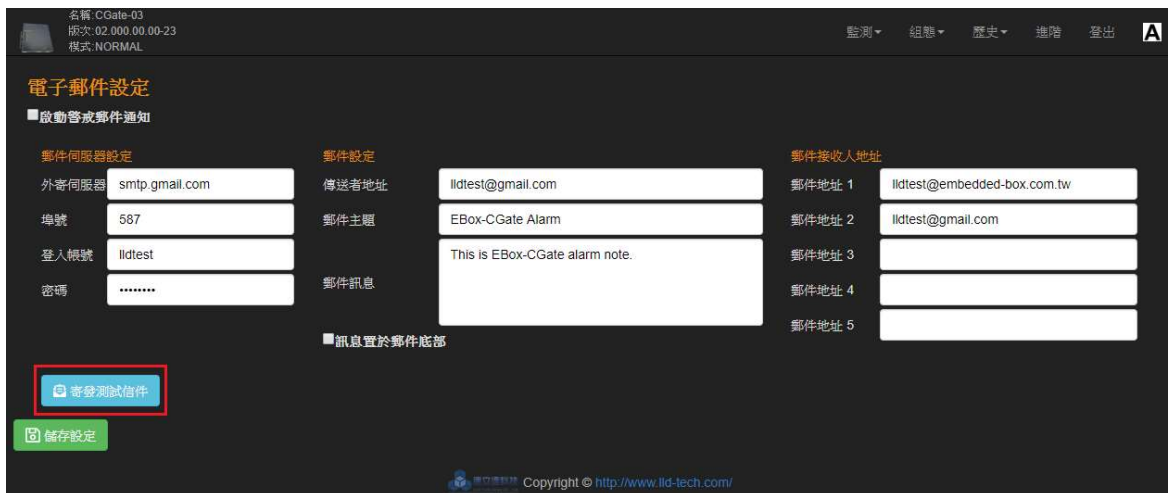 名稱:CGate-03
版次:02.000.00.00-23
模式:NORMAL
監測 組態 歷史 進階 登出 A
電子郵件設定
啟動警戒郵件通知
郵件伺服器設定
外寄伺服器 smtp.gmail.com
埠號 587
登入帳號 lldtest
密碼 ••••••••
郵件設定
傳送者地址 lldtest@gmail.com
郵件主題 EBox-CGate Alarm
郵件訊息 This is EBox-CGate alarm note.
訊息置於郵件底部
郵件接收人地址
郵件地址 1 lldtest@embedded-box.com.tw
郵件地址 2 lldtest@gmail.com
郵件地址 3
郵件地址 4
郵件地址 5
寄發測試信件
儲存設定
Copyright © http://www.lld-tech.com/